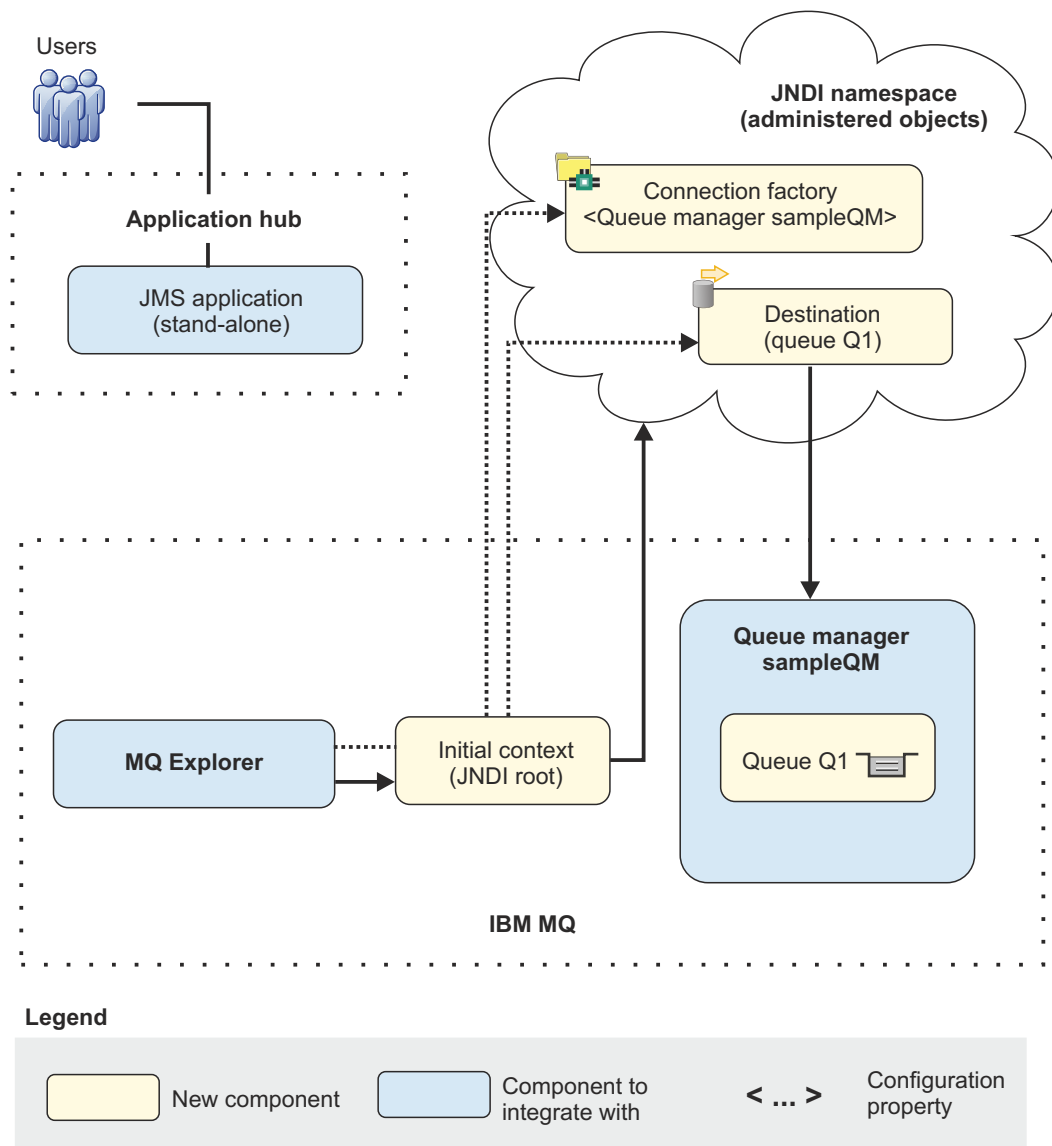 Users
JNDI namespace
(administered objects)
Connection factory
<Queue manager sampleQM>
Application hub
JMS application
(stand-alone)
Destination
(queue Q1)
Queue manager
sampleQM
MQ Explorer
Initial context
(JNDI root)
Queue Q1
IBM MQ
Legend
New component
Component to
integrate with
< ... >
Configuration
property